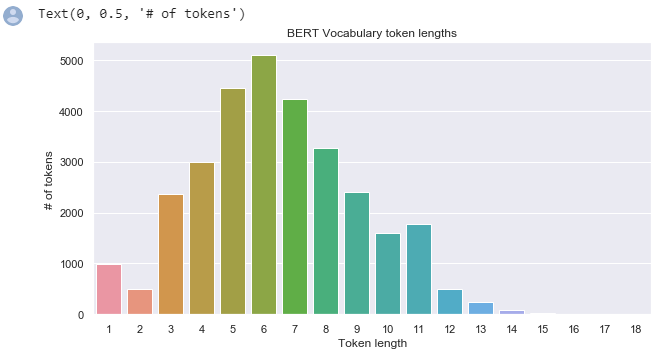 Text(0, 0.5, '# of tokens')
BERT Vocabulary token lengths
5000
4000
3000
2000
1000
0
# of tokens
1 2 3 4 5 6 7 8 9 10 11 12 13 14 15 16 17 18
Token length